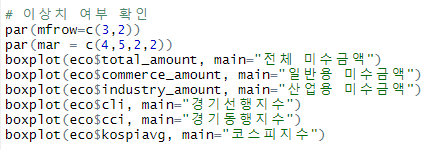 # 이상치 여부 확인
par(mfrow=c(3,2))
par(mar = c(4,5,2,2))
boxplot(eco$total_amount, main="전체 미수금액")
boxplot(eco$commerce_amount, main="일반용 미수금액")
boxplot(eco$industry_amount, main="산업용 미수금액")
boxplot(eco$cli, main="경기선행지수")
boxplot(eco$cci, main="경기동행지수")
boxplot(eco$kospiavg, main="코스피지수")